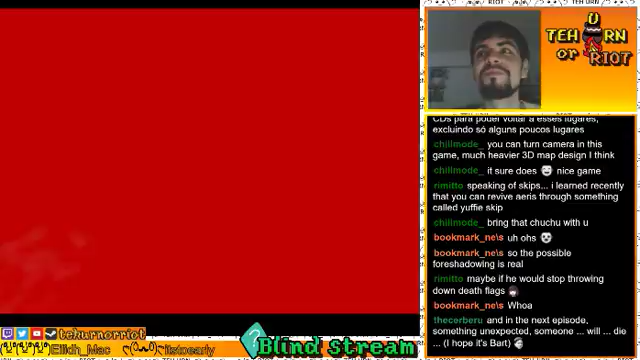 TEH URN
or RIOT
CDs para poder voltar a esses lugares,
excluindo só alguns poucos lugares
chillmode_ you can turn camera in this
game, much heavier 3D map design I think
chillmode_ it sure does nice game
rimitto speaking of skips... i learned recently
that you can revive aeris through something
called yuffie skip
chillmode_ bring that chuchu with u
bookmark_ne\s uh ohs
bookmark_ne\s so the possible
foreshadowing is real
rimitto maybe if he would stop throwing
down death flags
bookmark_ne\s Whoa
thecerberu and in the next episode,
something unexpected, someone ... will ... die
... (I hope it's Bart)
tekurnorriot
Blind Stream